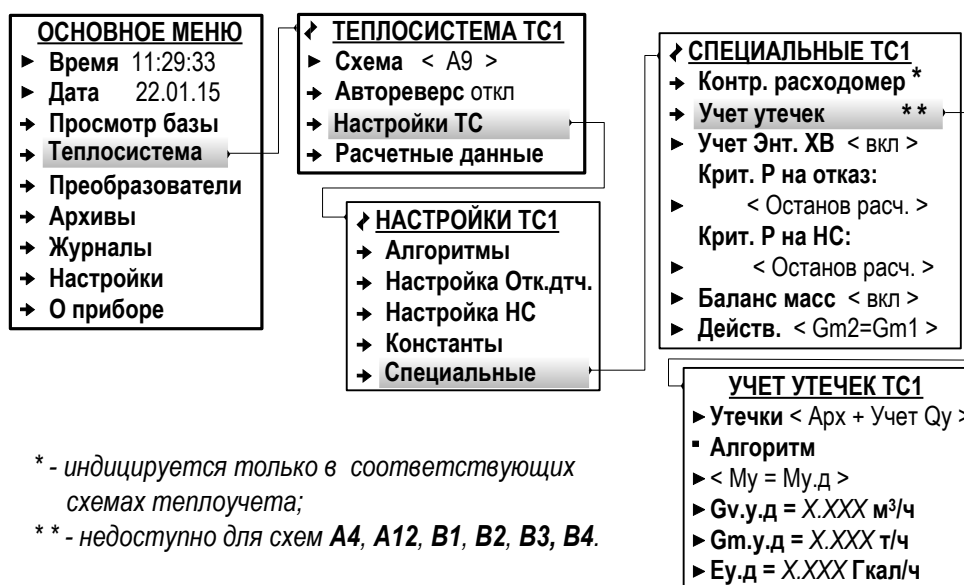 ОСНОВНОЕ МЕНЮ
Время 11:29:33
Дата 22.01.15
Просмотр базы
Теплосистема
Преобразователи
Архивы
Журналы
Настройки
О приборе
ТЕПЛОСИСТЕМА ТС1
Схема < А9 >
Автореверс откл
Настройки ТС
Расчетные данные
НАСТРОЙКИ ТС1
Алгоритмы
Настройка Отк.дтч.
Настройка НС
Константы
Специальные
СПЕЦИАЛЬНЫЕ ТС1
Контр. расходомер *
Учет утечек **
Учет Энт. ХВ < вкл >
Крит. Р на отказ:
< Останов расч. >
Крит. Р на НС:
< Останов расч. >
Баланс масс < вкл >
Действ. < Gm2=Gm1 >
УЧЕТ УТЕЧЕК ТС1
Утечки < Арх + Учет Qу >
Алгоритм
< Му = Му.д >
Gv.у.д = X.XXX м³/ч
Gm.у.д = X.XXX т/ч
Еу.д = X.XXX Гкал/ч
* - индицируется только в соответствующих
схемах теплоучета;
** - недоступно для схем А4, А12, В1, В2, В3, В4.